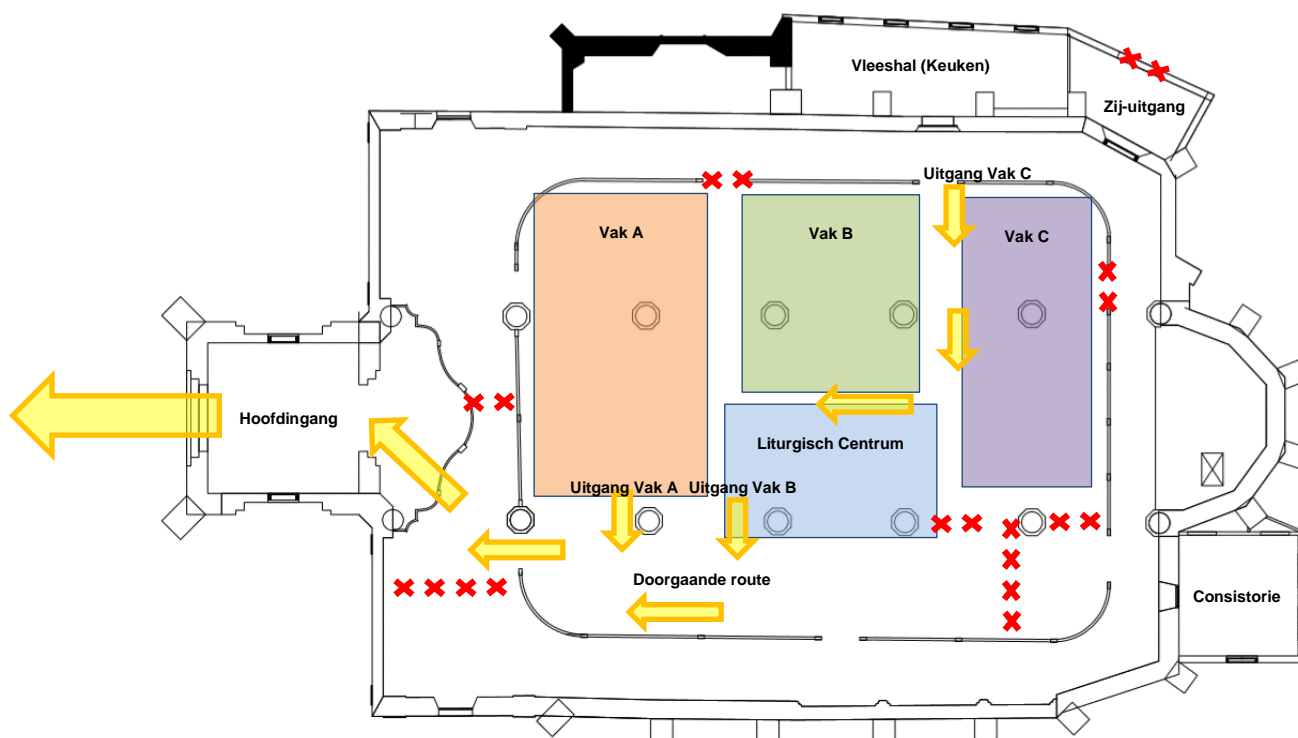 Vleeshal (Keuken)
Zij-uitgang
Uitgang Vak C
Vak A
Vak B
Vak C
Hoofdingang
Liturgisch Centrum
Uitgang Vak A
Uitgang Vak B
Doorgaande route
Consistorie